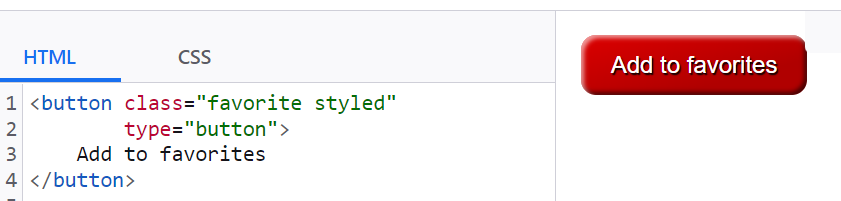 HTML CSS
1 <button class="favorite styled"
2         type="button">
3     Add to favorites
4 </button>
Add to favorites